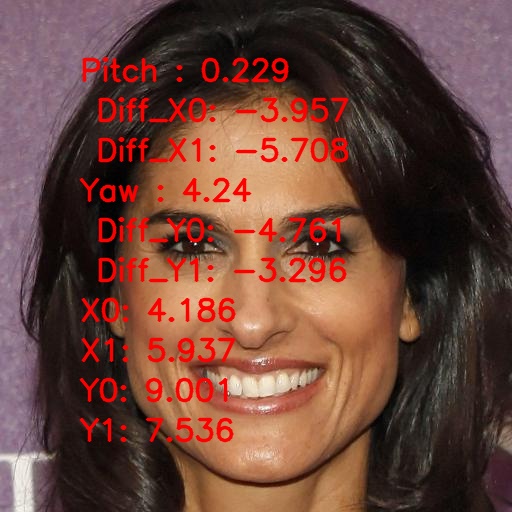 Pitch : 0.229
Diff_X0: -3.957
Diff_X1: -5.708
Yaw : 4.24
Diff_Y0: -4.761
Diff_Y1: -3.296
X0: 4.186
X1: 5.937
Y0: 9.001
Y1: 7.536